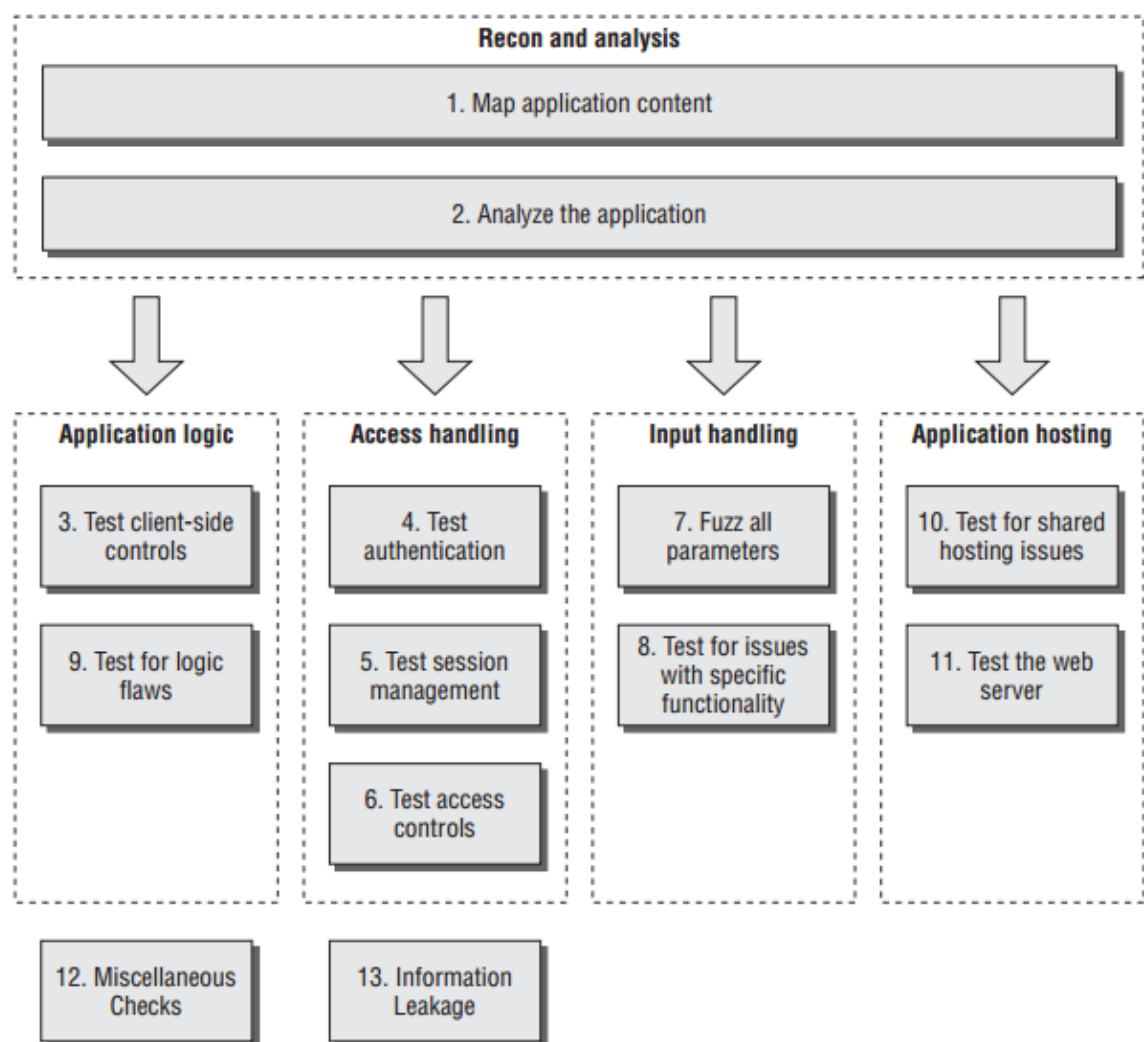 Recon and analysis
1. Map application content
2. Analyze the application
Application logic
3. Test client-side
controls
9. Test for logic
flaws
Access handling
4. Test
authentication
5. Test session
management
6. Test access
controls
Input handling
7. Fuzz all
parameters
8. Test for issues
with specific
functionality
Application hosting
10. Test for shared
hosting issues
11. Test the web
server
12. Miscellaneous
Checks
13. Information
Leakage